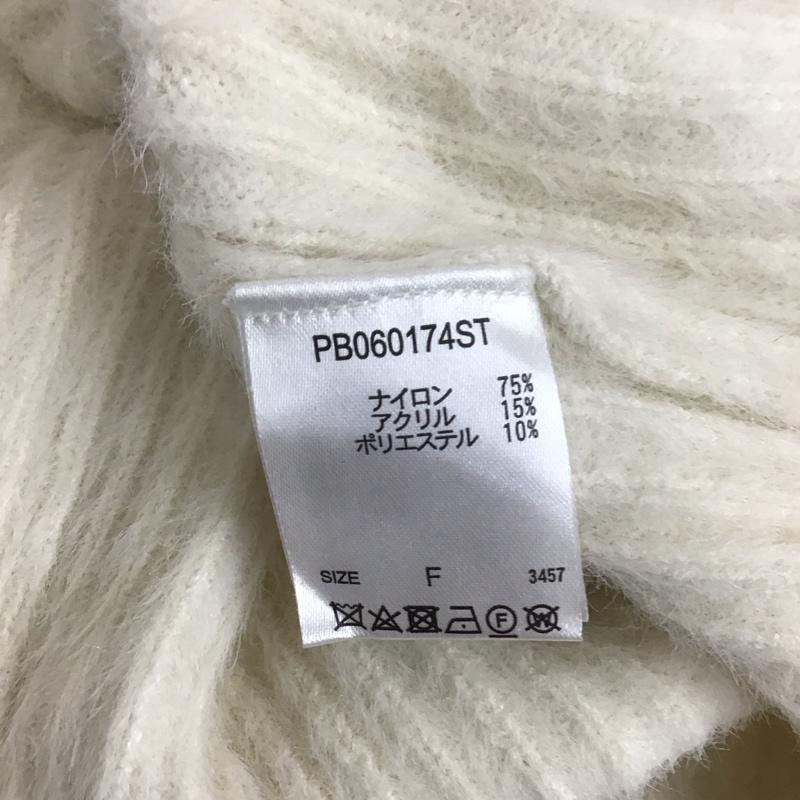 PB060174ST
ナイロン 75%
アクリル 15%
ポリエステル 10%
SIZE F 3457
F W